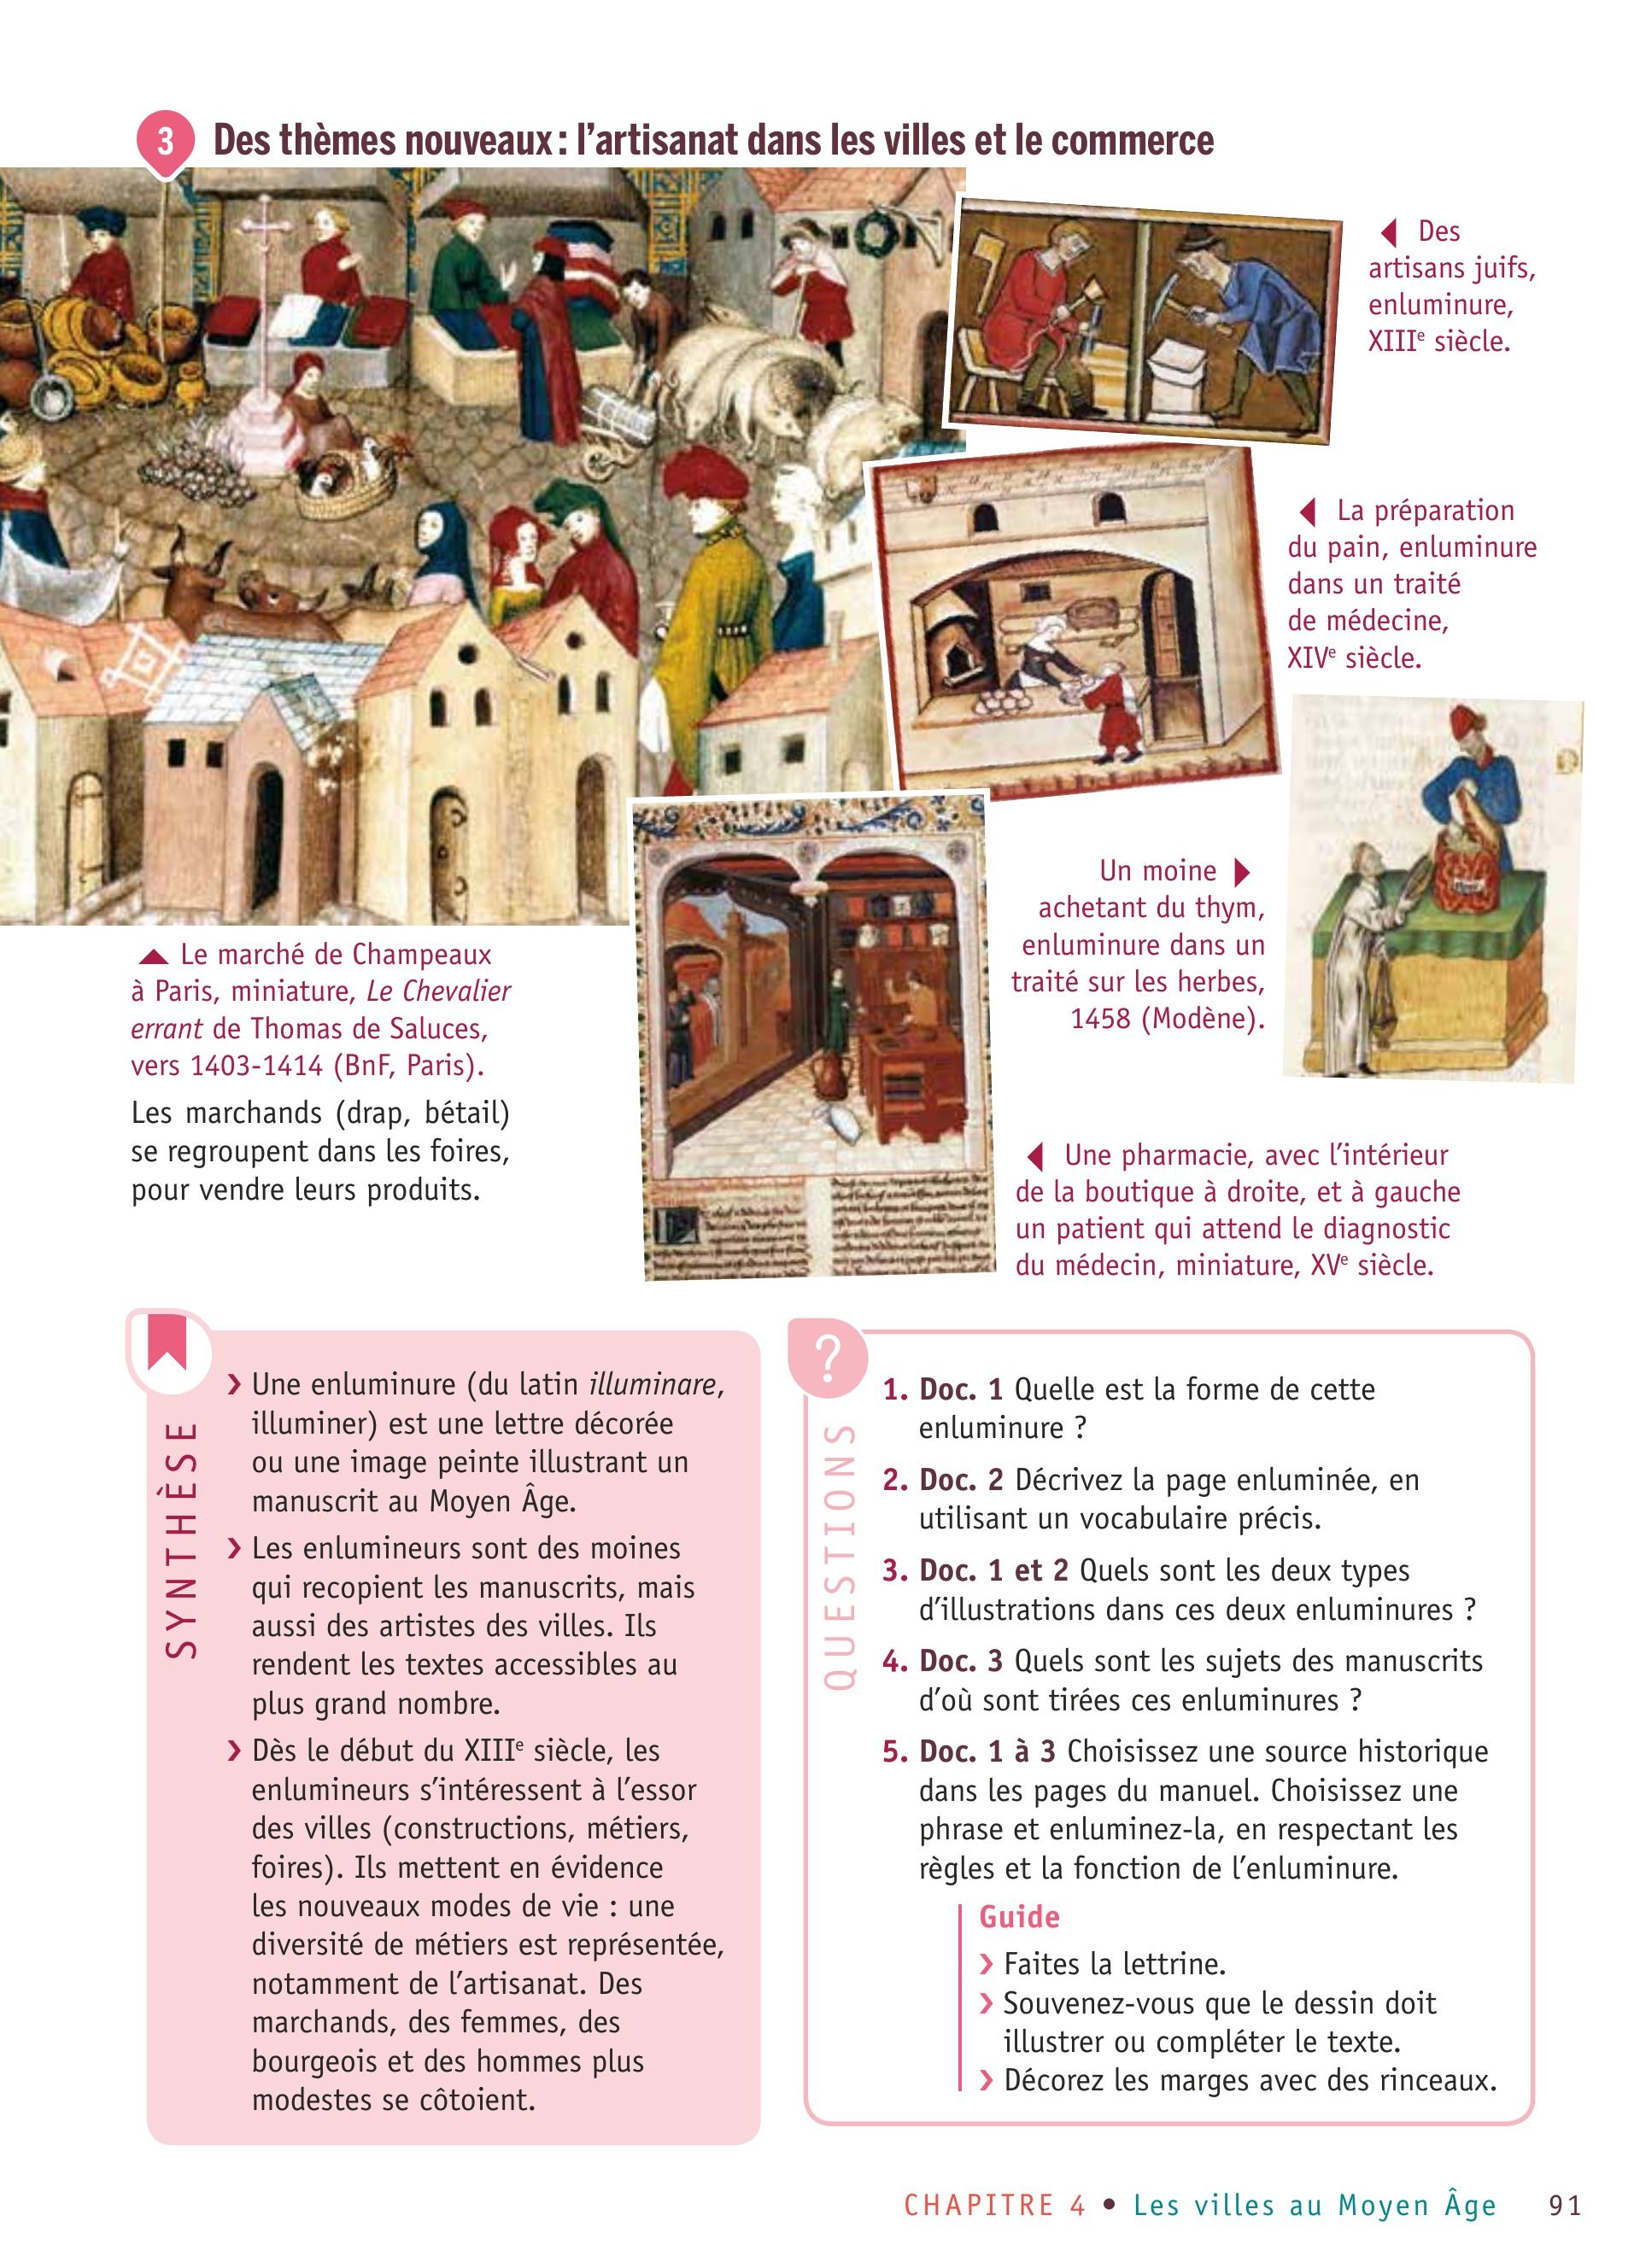 3 Des thèmes nouveaux : l'artisanat dans les villes et le commerce
◀ Des
artisans juifs,
enluminure,
XIIIe siècle.
◀ La préparation
du pain, enluminure
dans un traité
de médecine,
XIVe siècle.
Un moine ▶
achetant du thym,
enluminure dans un
traité sur les herbes,
1458 (Modène).
▲ Le marché de Champeaux
à Paris, miniature, Le Chevalier
errant de Thomas de Saluces,
vers 1403-1414 (BnF, Paris).
Les marchands (drap, bétail)
se regroupent dans les foires,
pour vendre leurs produits.
◀ Une pharmacie, avec l'intérieur
de la boutique à droite, et à gauche
un patient qui attend le diagnostic
du médecin, miniature, XVe siècle.
SYNTHÈSE
› Une enluminure (du latin illuminare,
illuminer) est une lettre décorée
ou une image peinte illustrant un
manuscrit au Moyen Âge.
› Les enlumineurs sont des moines
qui recopient les manuscrits, mais
aussi des artistes des villes. Ils
rendent les textes accessibles au
plus grand nombre.
› Dès le début du XIIIe siècle, les
enlumineurs s'intéressent à l'essor
des villes (constructions, métiers,
foires). Ils mettent en évidence
les nouveaux modes de vie : une
diversité de métiers est représentée,
notamment de l'artisanat. Des
marchands, des femmes, des
bourgeois et des hommes plus
modestes se côtoient.
?
QUESTIONS
1. Doc. 1 Quelle est la forme de cette
enluminure ?
2. Doc. 2 Décrivez la page enluminée, en
utilisant un vocabulaire précis.
3. Doc. 1 et 2 Quels sont les deux types
d'illustrations dans ces deux enluminures ?
4. Doc. 3 Quels sont les sujets des manuscrits
d'où sont tirées ces enluminures ?
5. Doc. 1 à 3 Choisissez une source historique
dans les pages du manuel. Choisissez une
phrase et enluminez-la, en respectant les
règles et la fonction de l'enluminure.
Guide
› Faites la lettrine.
› Souvenez-vous que le dessin doit
illustrer ou compléter le texte.
› Décorez les marges avec des rinceaux.
CHAPITRE 4 • Les villes au Moyen Âge 91